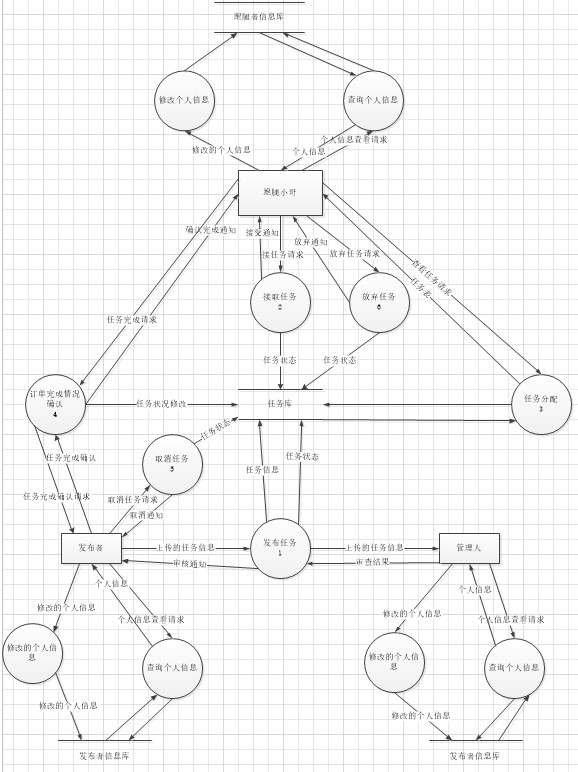 跑腿者信息库
修改个人信息
查询个人信息
修改的个人信息
个人信息
个人信息查看请求
跑腿小哥
确认完成通知
接受通知
接任务请求
放弃通知
放弃任务请求
查看任务请求
任务表
接取任务
2
放弃任务
6
任务完成请求
任务状态
任务状态
订单完成情况
确认
4
任务状况修改
任务库
任务分配
3
任务状态
任务完成确认
取消任务
5
任务信息
任务状态
任务完成确认请求
取消任务请求
取消通知
发布者
上传的任务信息
发布任务
1
上传的任务信息
管理人
审核通知
审查结果
个人信息
个人信息
修改的个人信息
个人信息查看请求
修改的个人信息
个人信息查看请求
修改的个人信
息
查询个人信息
修改的个人信
息
查询个人信息
修改的个人信息
修改的个人信息
发布者信息库
发布者信息库